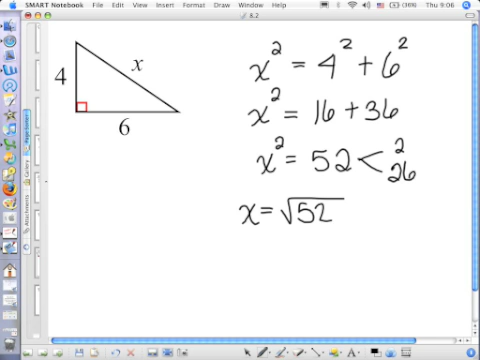 SMART Notebook File Edit View Insert Format Draw Window Help (36%) Thu 9:06
8.2
4
x
6
x² = 4² + 6²
x² = 16 + 36
x² = 52 < 2
26
x = √52